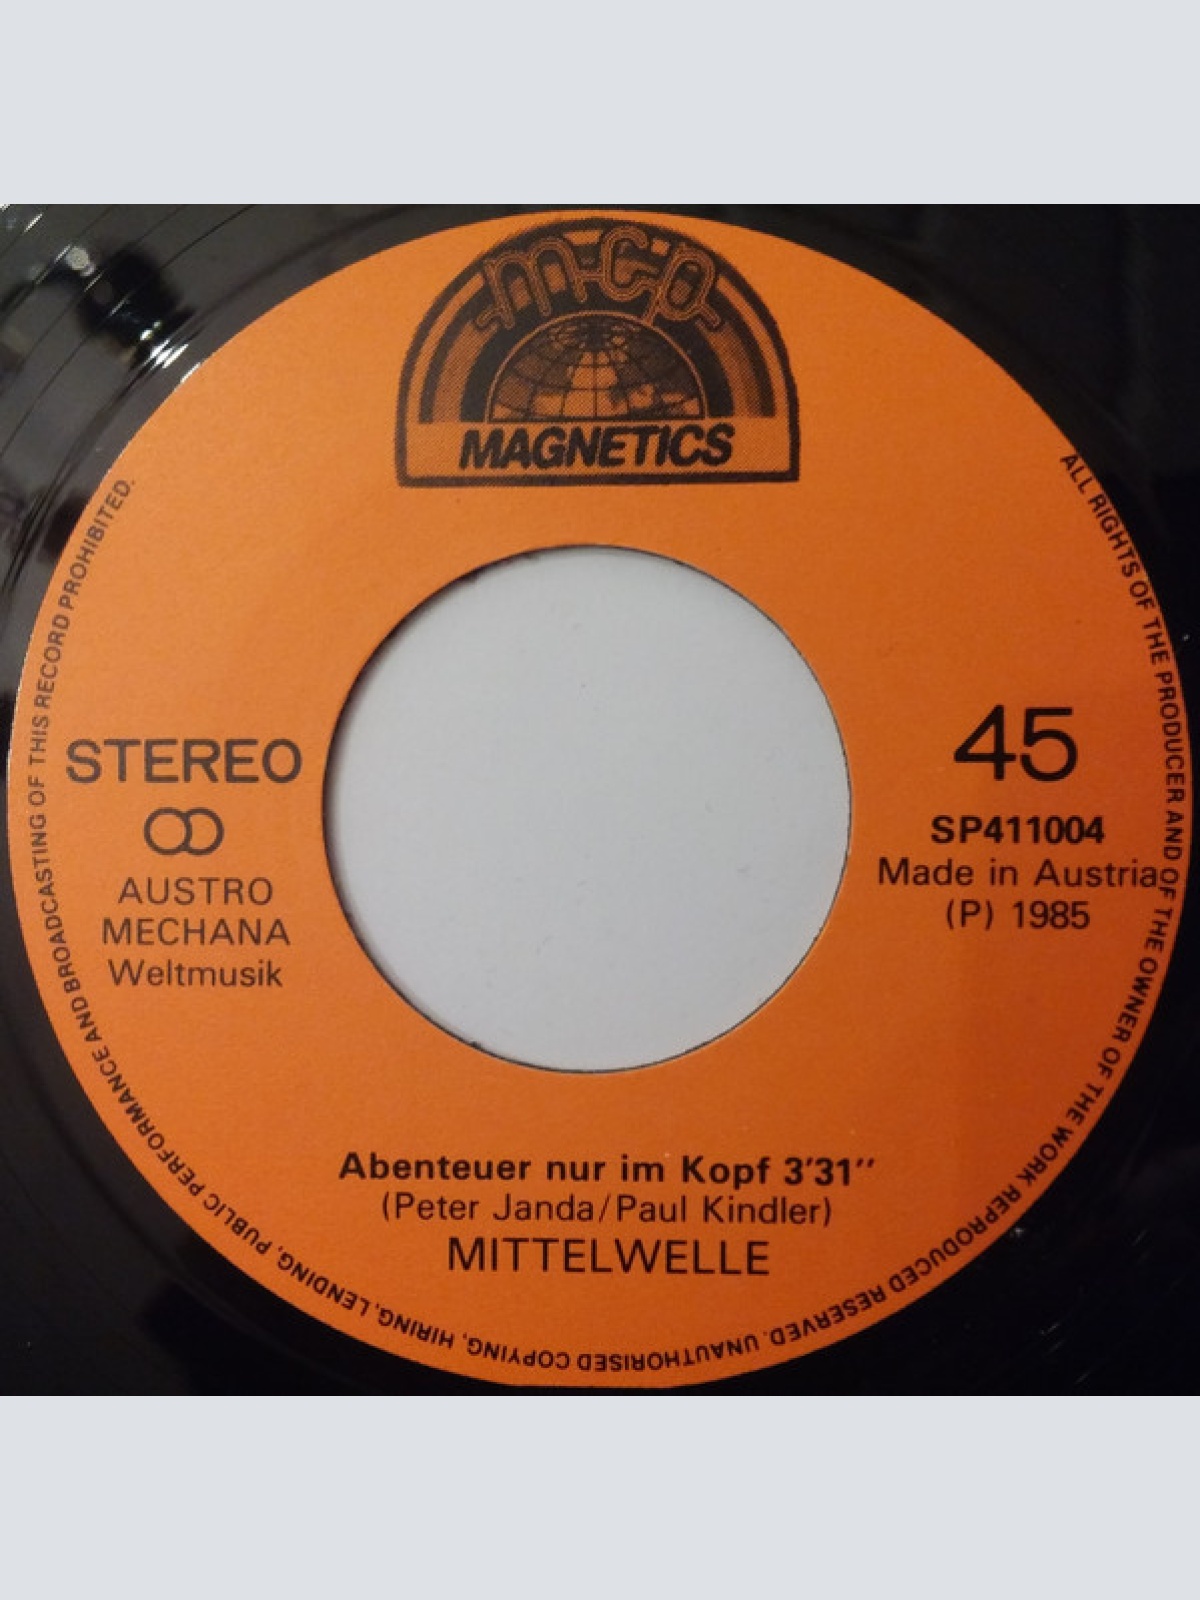 mcp
MAGNETICS
STEREO
AUSTRO
MECHANA
Weltmusik
45
SP411004
Made in Austria
(P) 1985
Abenteuer nur im Kopf 3'31''
(Peter Janda/Paul Kindler)
MITTELWELLE
ALL RIGHTS OF THE PRODUCER AND OF THE OWNER OF THE WORK REPRODUCED RESERVED. UNAUTHORISED COPYING, HIRING, LENDING, PUBLIC PERFORMANCE AND BROADCASTING OF THIS RECORD PROHIBITED.